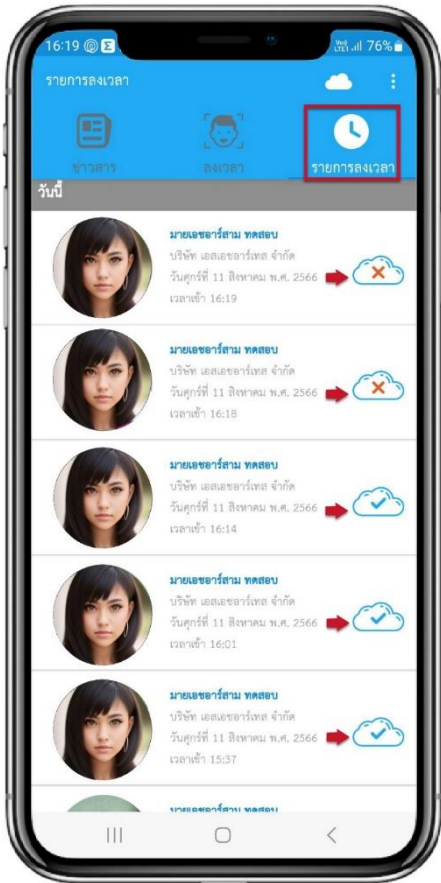 16:19 76%
รายการลงเวลา
ข่าวสาร ลงเวลา รายการลงเวลา
วันนี้
มายเอชอาร์สาม ทดสอบ
บริษัท เอสเอชอาร์เทส จำกัด
วันศุกร์ที่ 11 สิงหาคม พ.ศ. 2566
เวลาเข้า 16:19
มายเอชอาร์สาม ทดสอบ
บริษัท เอสเอชอาร์เทส จำกัด
วันศุกร์ที่ 11 สิงหาคม พ.ศ. 2566
เวลาเข้า 16:18
มายเอชอาร์สาม ทดสอบ
บริษัท เอสเอชอาร์เทส จำกัด
วันศุกร์ที่ 11 สิงหาคม พ.ศ. 2566
เวลาเข้า 16:14
มายเอชอาร์สาม ทดสอบ
บริษัท เอสเอชอาร์เทส จำกัด
วันศุกร์ที่ 11 สิงหาคม พ.ศ. 2566
เวลาเข้า 16:01
มายเอชอาร์สาม ทดสอบ
บริษัท เอสเอชอาร์เทส จำกัด
วันศุกร์ที่ 11 สิงหาคม พ.ศ. 2566
เวลาเข้า 15:37
มายเอชอาร์สาม ทดสอบ